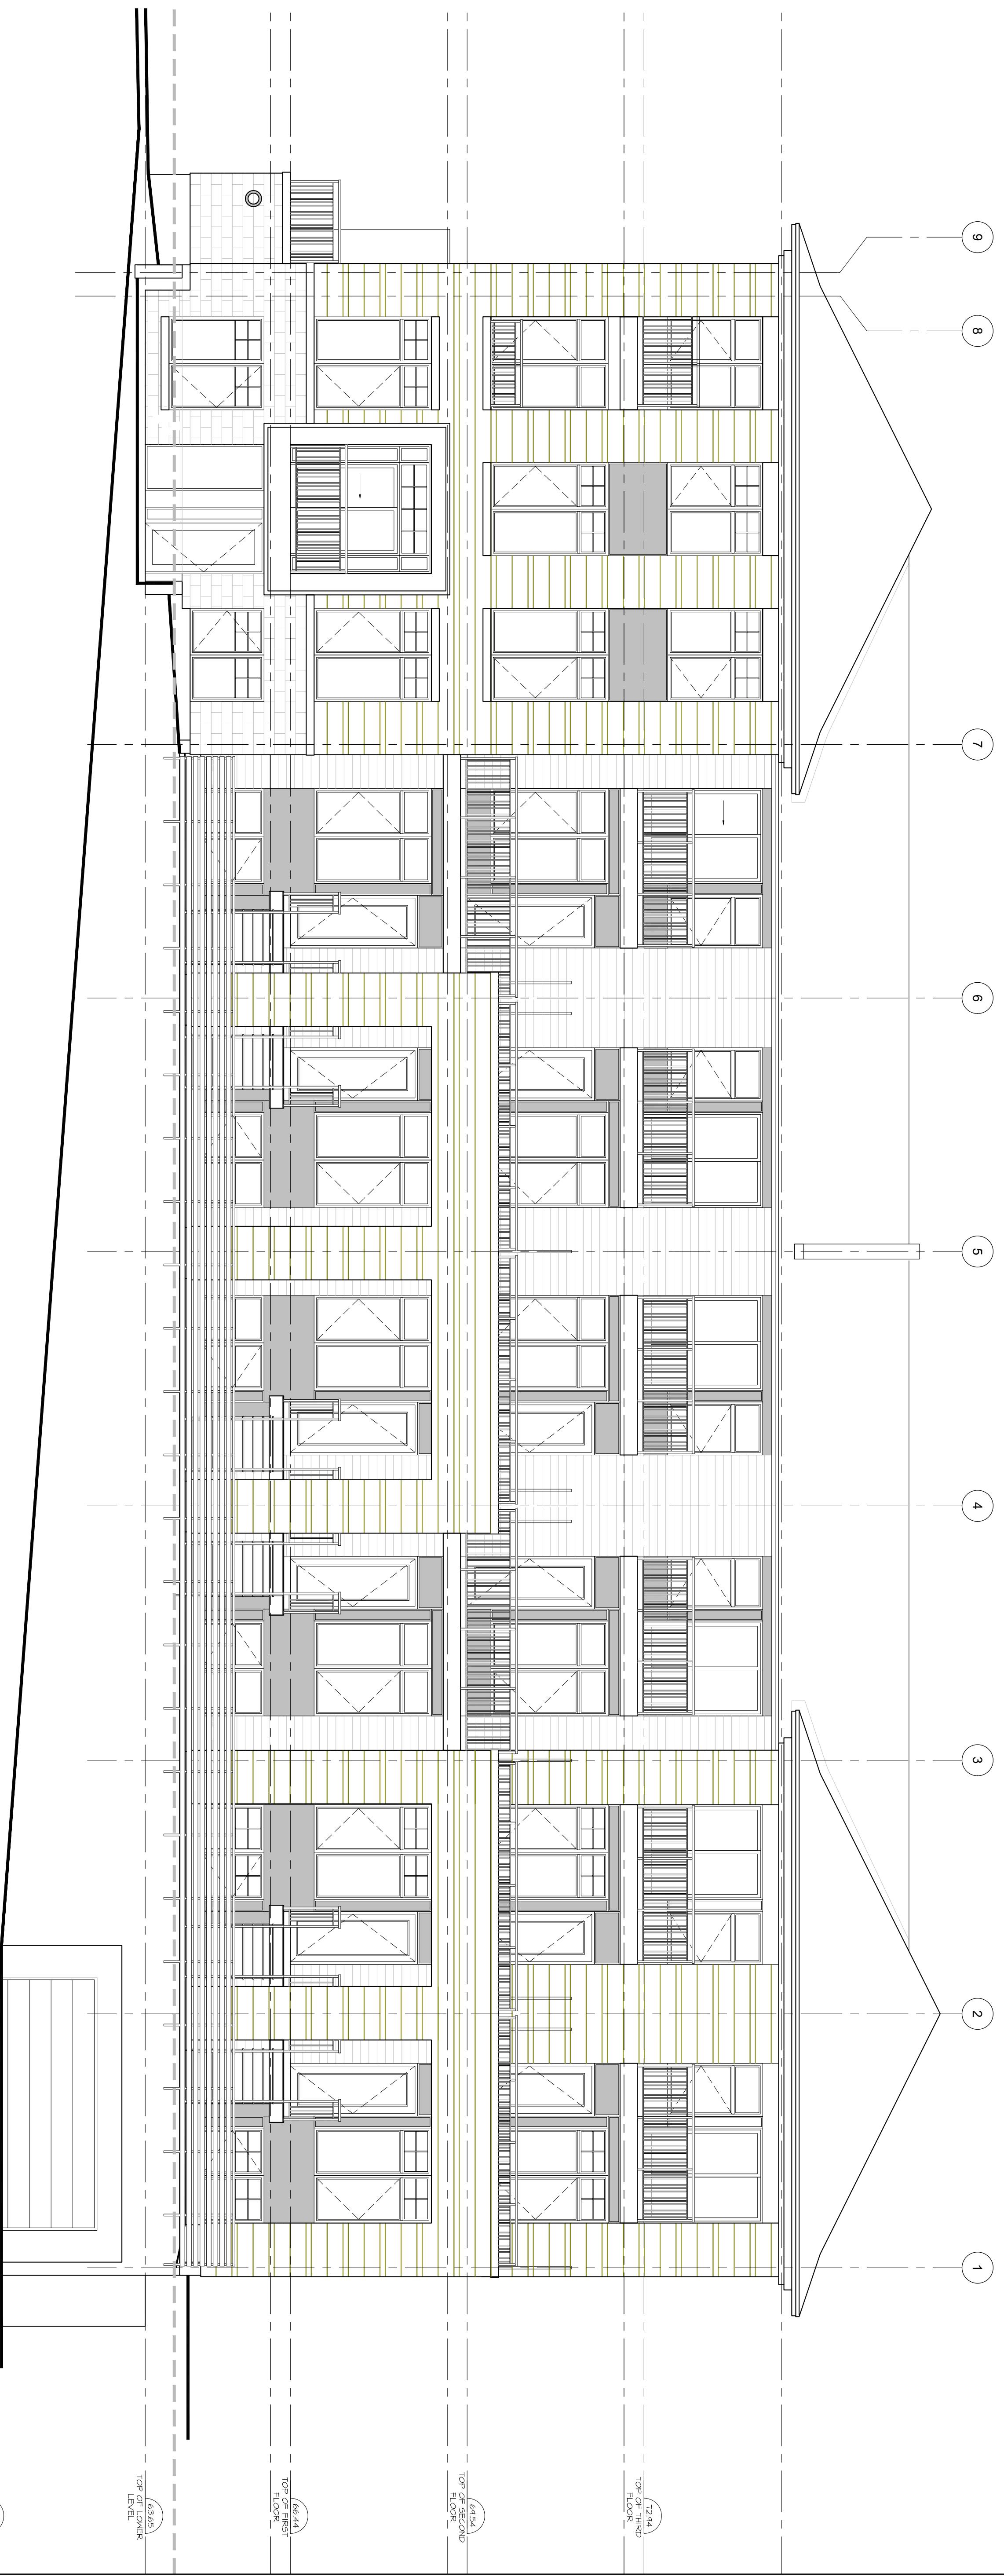 9
8
7
6
5
4
3
2
1
72.94
TOP OF THIRD
FLOOR
69.54
TOP OF SECOND
FLOOR
66.44
TOP OF FIRST
FLOOR
63.65
TOP OF LOWER
LEVEL